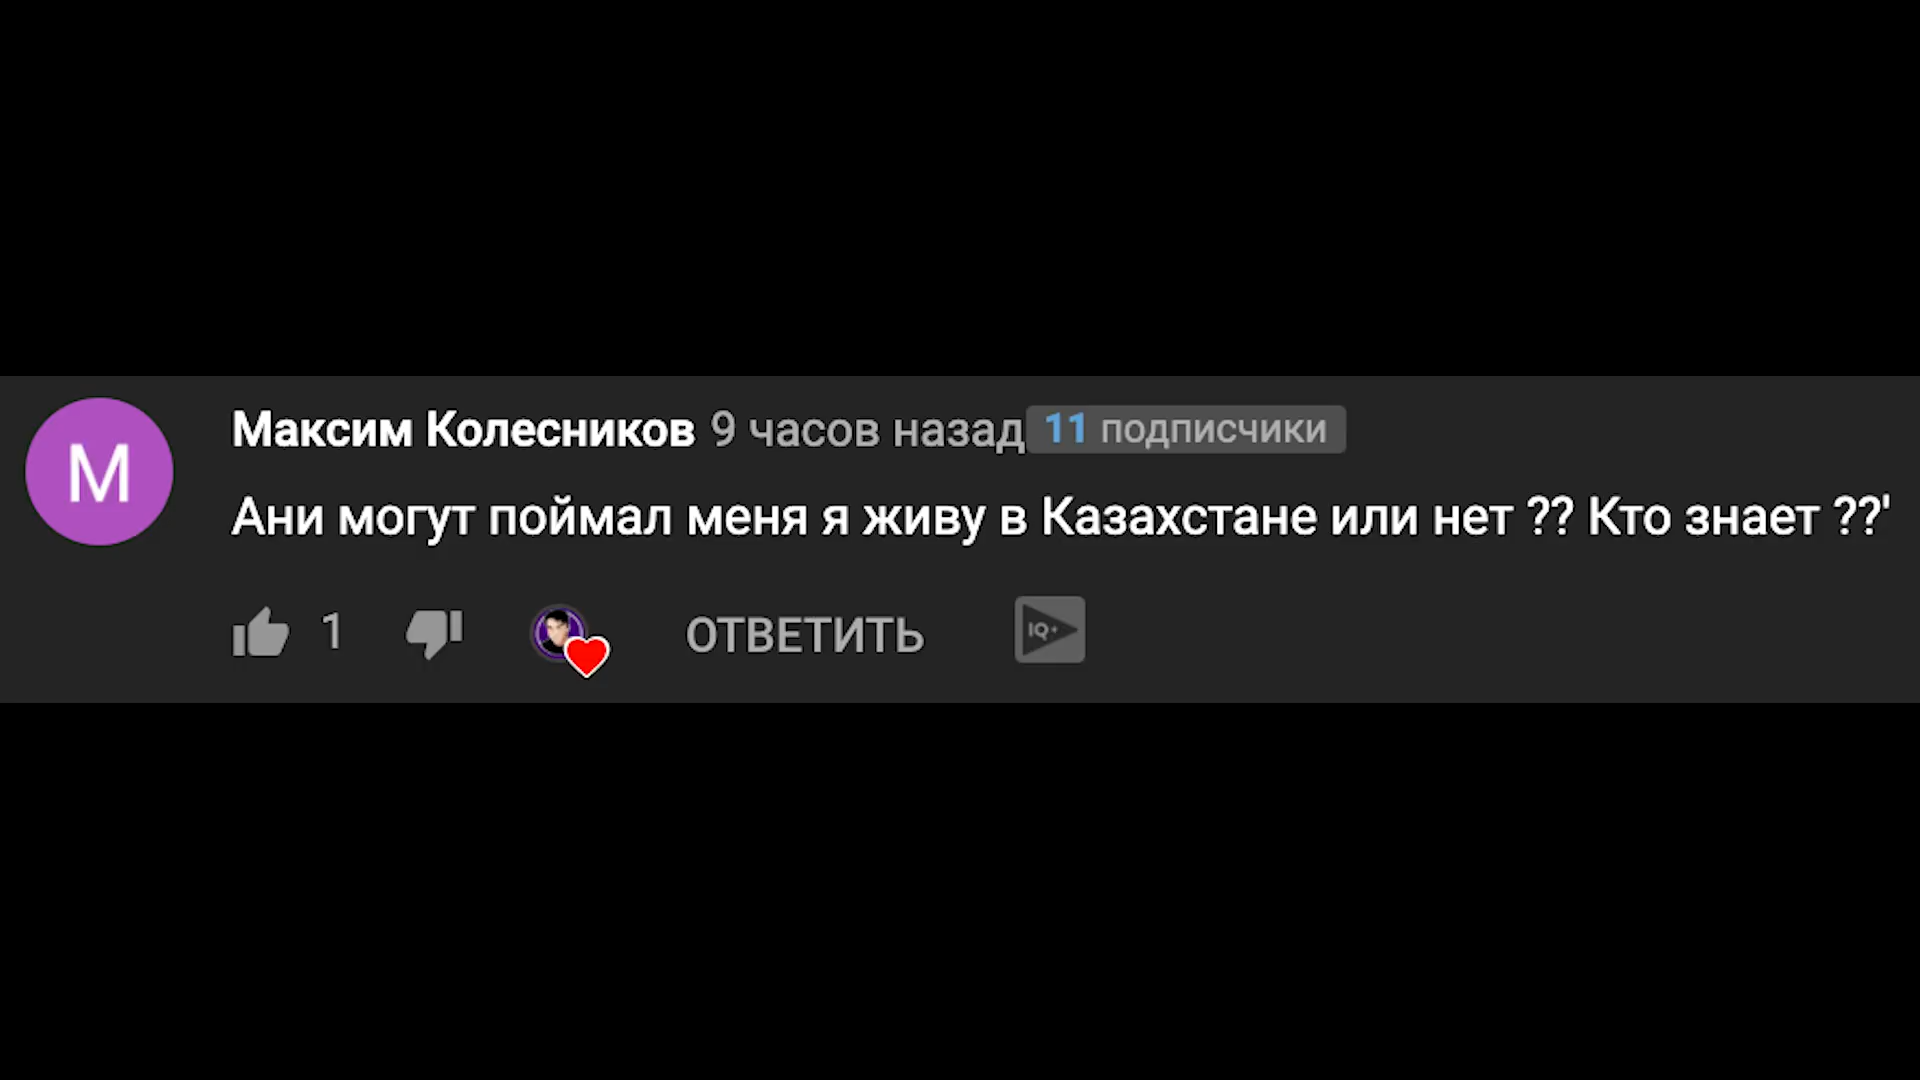 М
Максим Колесников 9 часов назад 11 подписчики
Ани могут поймал меня я живу в Казахстане или нет ?? Кто знает ??'
1 ОТВЕТИТЬ IQ+